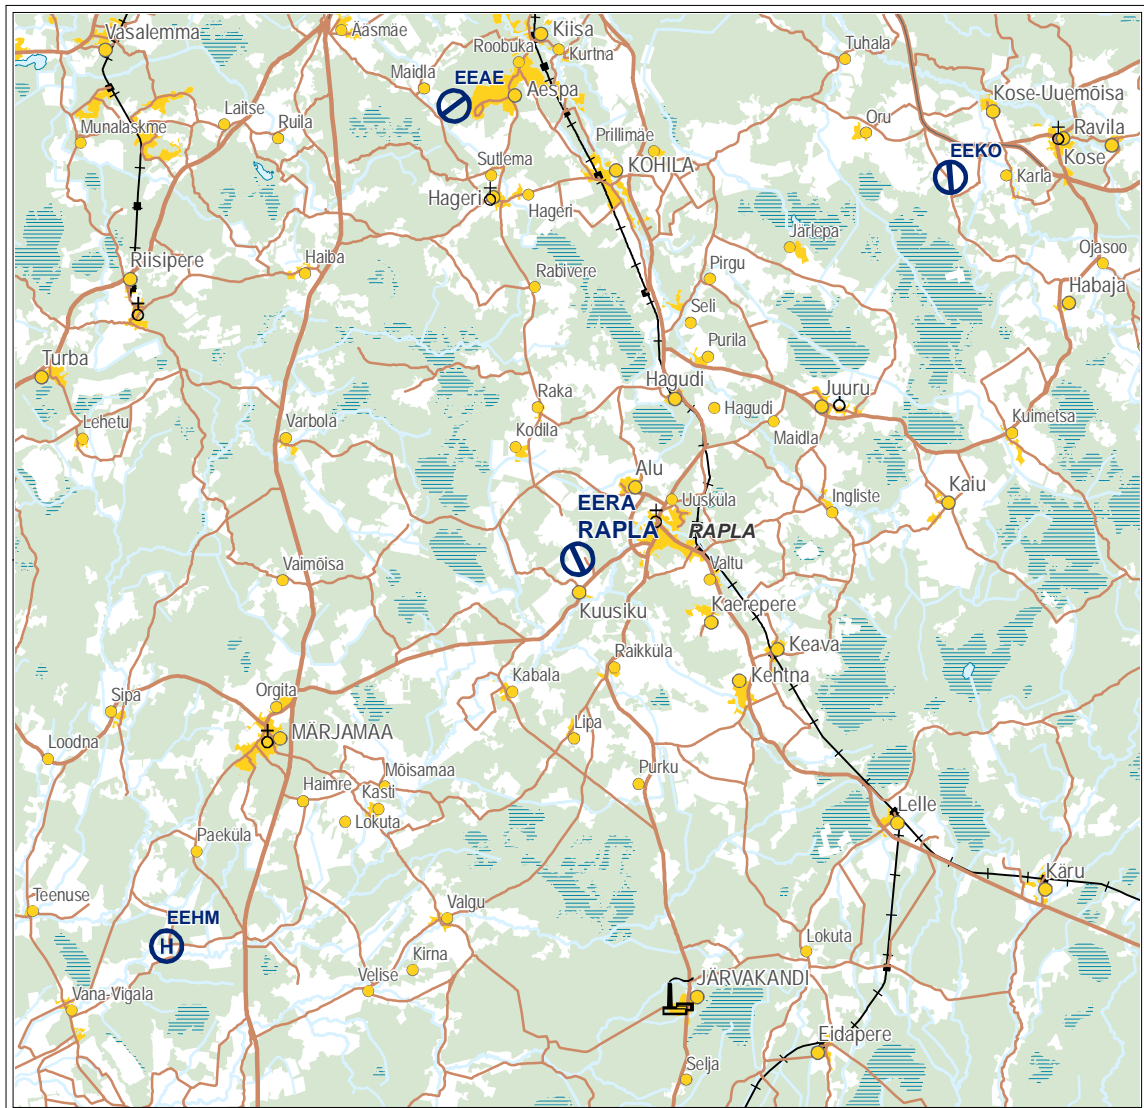 Vasalemma
Ääsmäe
Kiisa
Roobuka
Kurtna
Tuhala
Maidla
EEAE
Aespa
Kose-Uuemõisa
Munalaskme
Laitse
Ruila
Prillimäe
Oru
Ravila
EEKO
Kose
Sutlema
KOHILA
Karla
Hageri
Hageri
Järlepa
Riisipere
Haiba
Ojasoo
Rabivere
Pirgu
Habaja
Seli
Turba
Purila
Hagudi
Juuru
Raka
Hagudi
Lehetu
Varbola
Kodila
Maidla
Kuimetsa
Alu
EERA
Uusküla
Ingliste
Kaiu
RAPLA
RAPLA
Vaimõisa
Valtu
Kuusiku
Kaerepere
Keava
Raikküla
Sipa
Orgita
Kabala
Kehtna
MÄRJAMAA
Lipa
Loodna
Mõisamaa
Purku
Haimre
Kasti
Lelle
Lokuta
Paeküla
Käru
Teenuse
EEHM
Valgu
H
Kirna
Lokuta
Velise
JÄRVAKANDI
Vana-Vigala
Eidapere
Selja